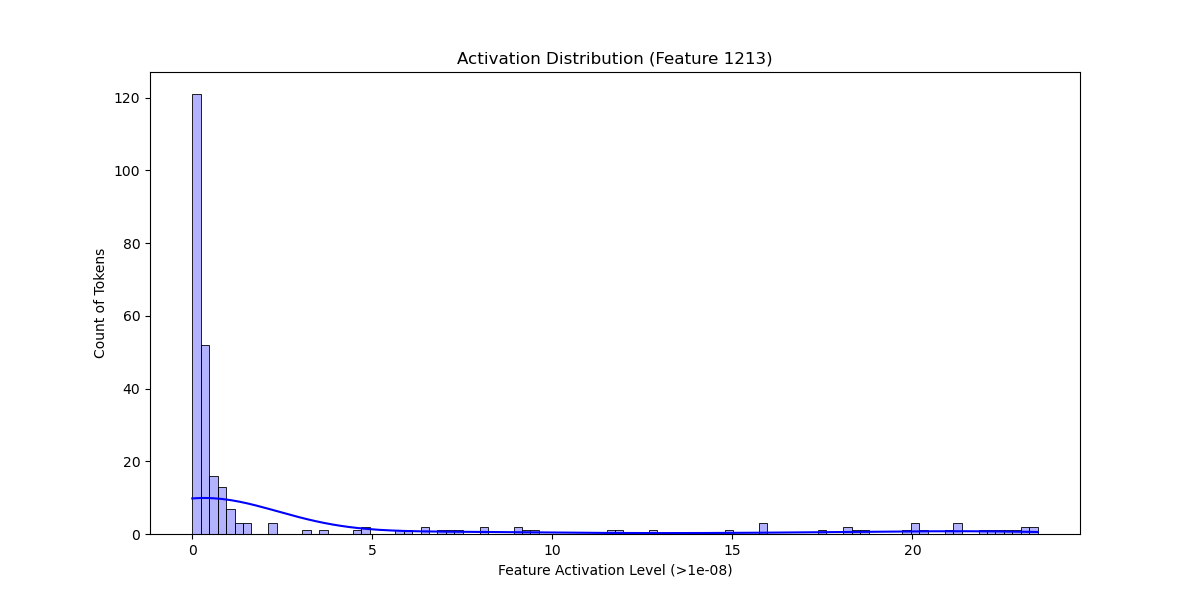 Activation Distribution (Feature 1213)
Count of Tokens
120
100
80
60
40
20
0
0 5 10 15 20
Feature Activation Level (>1e-08)